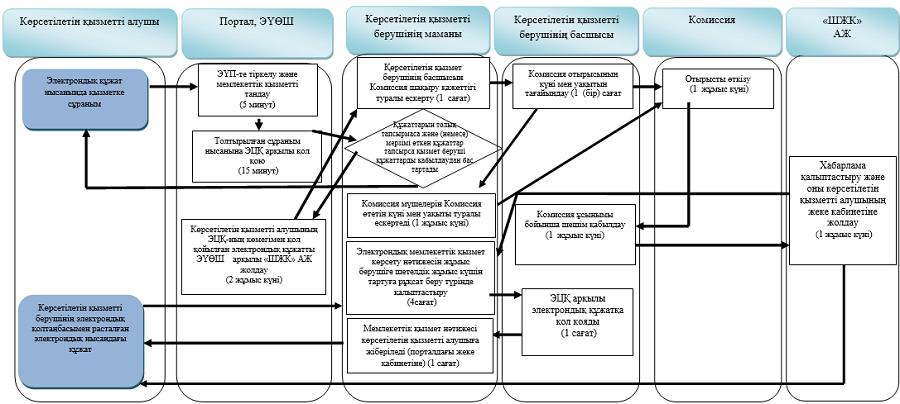 Көрсетілетін қызметті алушы
Портал, ЭҮӨШ
Көрсетілетін қызметті
берушінің маманы
Көрсетілетін қызметті
берушінің басшысы
Комиссия
«ШЖК»
АЖ
Электрондық құжат
нысанында қызметке
сұраным
ЭҮП-те тіркелу және
мемлекеттік қызметті
таңдау
(5 минут)
Көрсетілетін қызмет
берушінің басшысын
Комиссия шақыру қажеттігі
туралы ескерту (1 сағат)
Комиссия отырысының
күні мен уақытын
тағайындау (1 (бір) сағат
Отырысты өткізу
(1 жұмыс күні)
Толтырылған сұраным
нысанына ЭЦҚ арқылы қол
қою
(15 минут)
Құжаттарын толық
тапсырмаса және (немесе)
мерзімі өткен құжаттар
тапсырса қызмет беруші
құжаттарды қабылдаудан бас
тартады
Хабарлама
қалыптастыру және
оны көрсетілетін
қызметті алушының
жеке кабинетіне
жолдау
(1 жұмыс күні)
Комиссия мүшелерін Комиссия
өтетін күні мен уақыты туралы
ескертеді (1 жұмыс күні)
Комиссия ұсынымы
бойынша шешім қабылдау
(1 жұмыс күні)
Көрсетілетін қызметті алушының
ЭЦҚ-ның көмегімен қол
қойылған электрондық құжатты
ЭҮӨШ арқылы «ШЖК» АЖ
жолдау
(2 жұмыс күні)
Электрондық мемлекеттік қызмет
көрсету нәтижесін жұмыс
берушіге шетелдік жұмыс күшін
тартуға рұқсат беру түрінде
қалыптастыру
(4сағат)
ЭЦҚ арқылы
электрондық құжатқа
қол қояды
(1 сағат)
Көрсетілетін қызметті
берушінің электрондық
қолтаңбасымен расталған
электрондық нысандағы
құжат
Мемлекеттік қызмет нәтижесі
көрсетілетін қызметті алушыға
жіберіледі (порталдағы жеке
кабинетіне) (1 сағат)